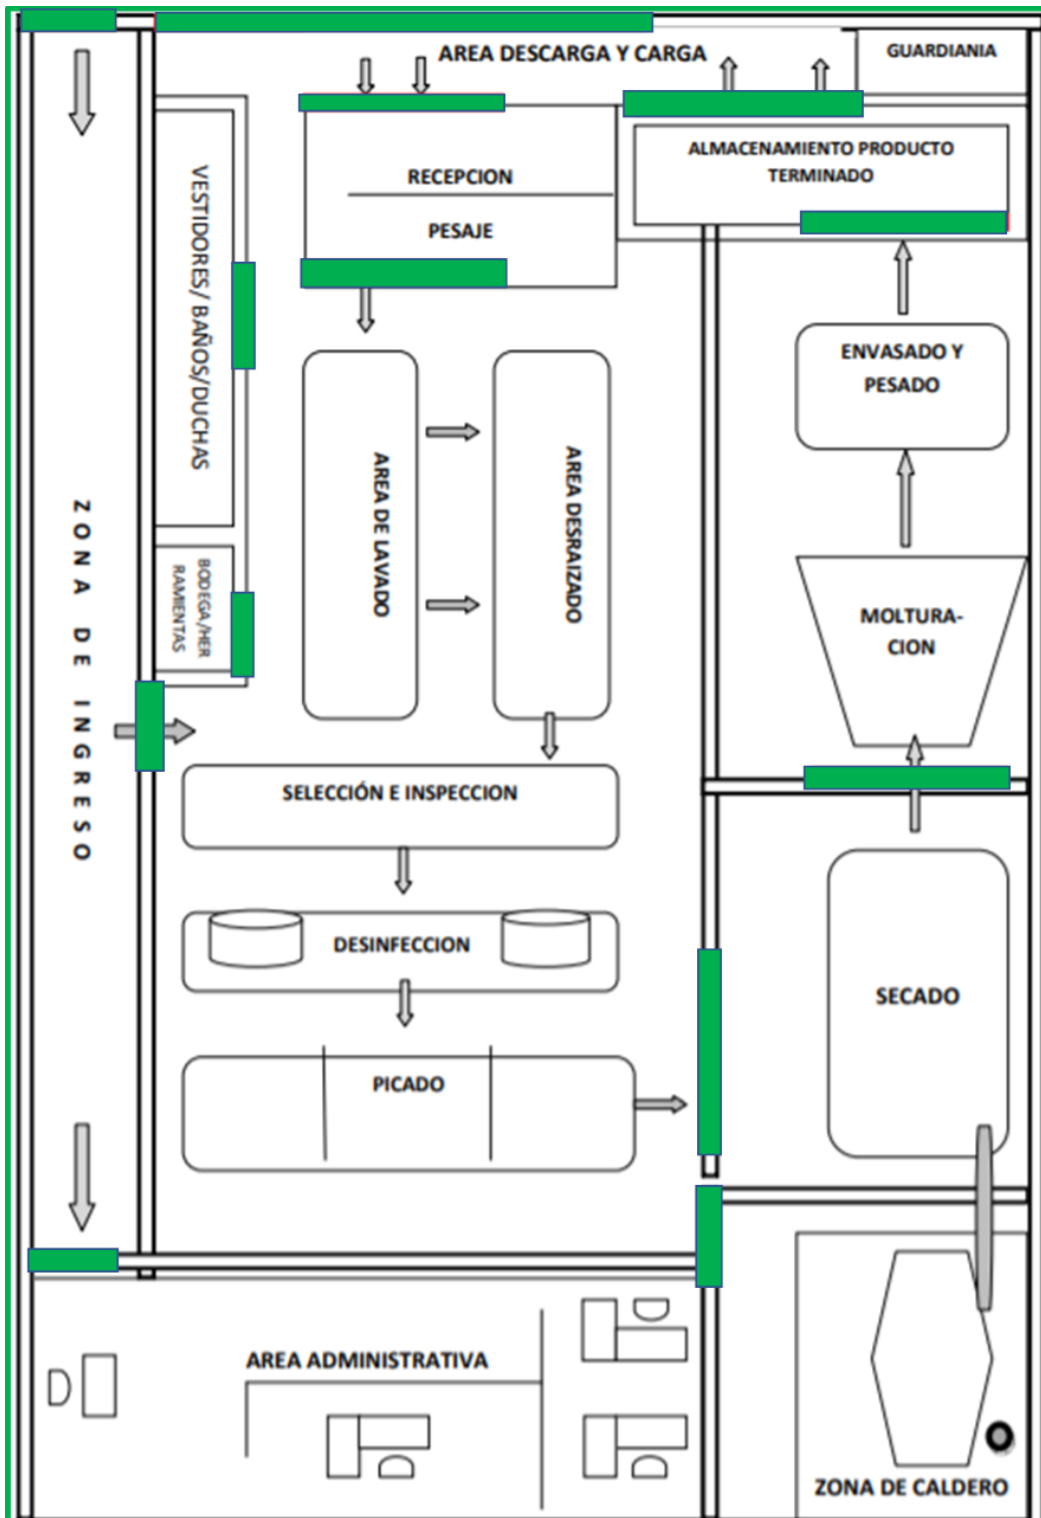 AREA DESCARGA Y CARGA
GUARDIANIA
RECEPCION
PESAJE
ALMACENAMIENTO PRODUCTO
TERMINADO
VESTIDORES/ BAÑOS/DUCHAS
ENVASADO Y
PESADO
AREA DE LAVADO
AREA DESRAIZADO
ZONA DE INGRESO
BODEGA/HER
RAMIENTAS
MOLTURA-
CION
SELECCIÓN E INSPECCION
DESINFECCION
SECADO
PICADO
AREA ADMINISTRATIVA
ZONA DE CALDERO